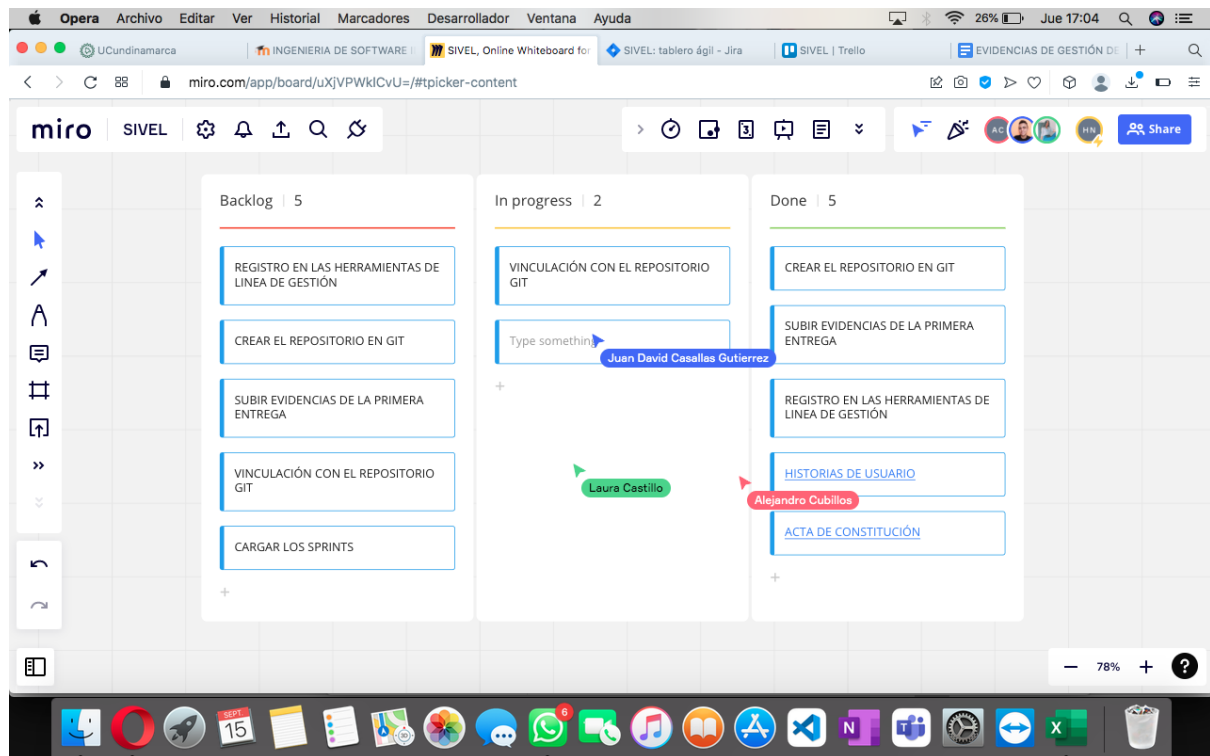 Opera Archivo Editar Ver Historial Marcadores Desarrollador Ventana Ayuda 26% Jue 17:04
UCundinamarca INGENIERIA DE SOFTWARE SIVEL, Online Whiteboard for SIVEL: tablero ágil - Jira SIVEL | Trello EVIDENCIAS DE GESTIÓN DE
miro.com/app/board/uXjVPWkICvU=/#tpicker-content
miro SIVEL 3 AC HN Share
Backlog 5
REGISTRO EN LAS HERRAMIENTAS DE
LINEA DE GESTIÓN
CREAR EL REPOSITORIO EN GIT
SUBIR EVIDENCIAS DE LA PRIMERA
ENTREGA
VINCULACIÓN CON EL REPOSITORIO
GIT
CARGAR LOS SPRINTS
In progress 2
VINCULACIÓN CON EL REPOSITORIO
GIT
Type something
Juan David Casallas Gutierrez
Laura Castillo
Done 5
CREAR EL REPOSITORIO EN GIT
SUBIR EVIDENCIAS DE LA PRIMERA
ENTREGA
REGISTRO EN LAS HERRAMIENTAS DE
LINEA DE GESTIÓN
HISTORIAS DE USUARIO
Alejandro Cubillos
ACTA DE CONSTITUCIÓN
78% ?
SEPT.
15
6